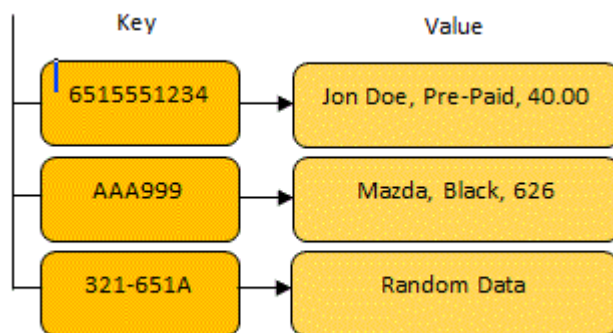 Key Value
6515551234 Jon Doe, Pre-Paid, 40.00
AAA999 Mazda, Black, 626
321-651A Random Data